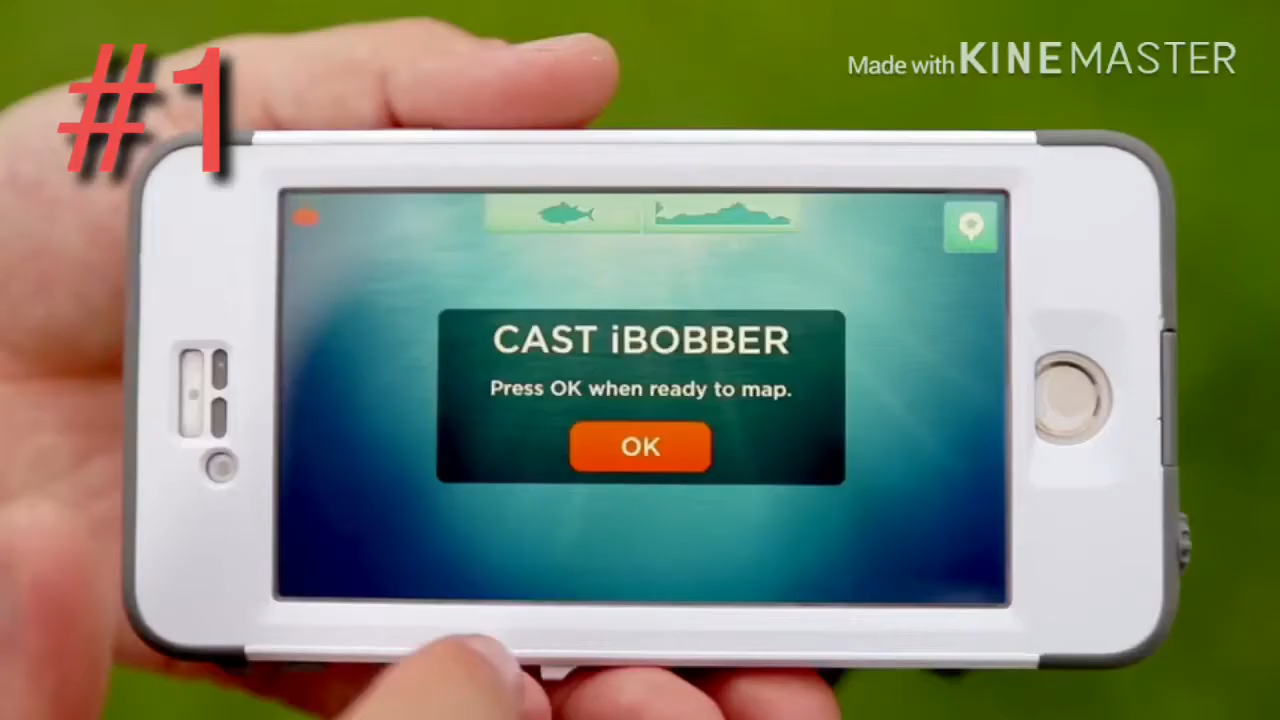 #1
Made with KINEMASTER
CAST iBOBBER
Press OK when ready to map.
OK